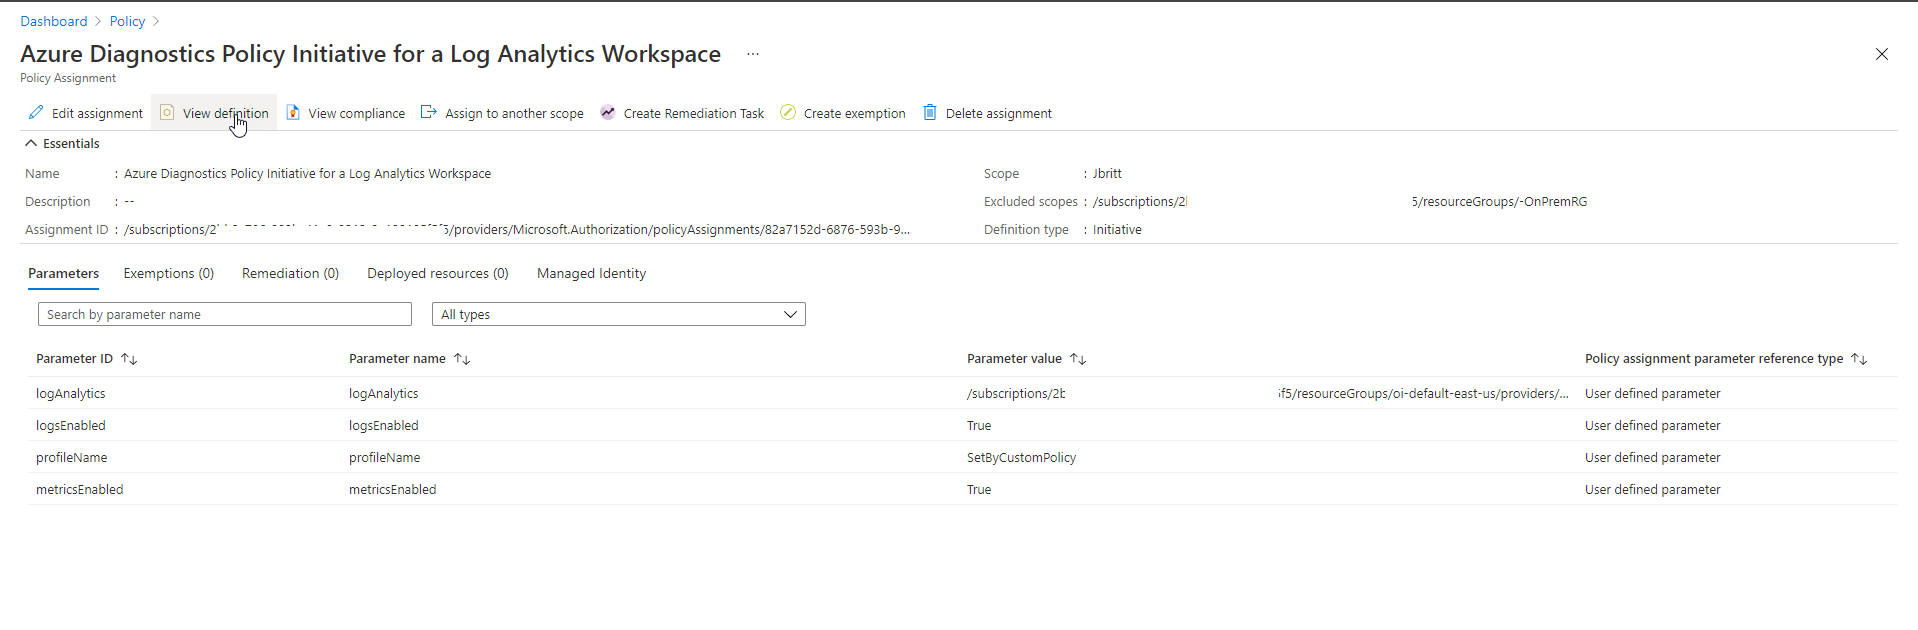 Dashboard > Policy >
Azure Diagnostics Policy Initiative for a Log Analytics Workspace ...
Policy Assignment
Edit assignment View definition View compliance Assign to another scope Create Remediation Task Create exemption Delete assignment
Essentials
Name : Azure Diagnostics Policy Initiative for a Log Analytics Workspace Scope : Jbritt
Description : -- Excluded scopes : /subscriptions/2 5/resourceGroups/-OnPremRG
Assignment ID : /subscriptions/2 /providers/Microsoft.Authorization/policyAssignments/82a7152d-6876-593b-9... Definition type : Initiative
Parameters Exemptions (0) Remediation (0) Deployed resources (0) Managed Identity
Search by parameter name All types
Parameter ID Parameter name Parameter value Policy assignment parameter reference type
logAnalytics logAnalytics /subscriptions/2b f5/resourceGroups/oi-default-east-us/providers/... User defined parameter
logsEnabled logsEnabled True User defined parameter
profileName profileName SetByCustomPolicy User defined parameter
metricsEnabled metricsEnabled True User defined parameter